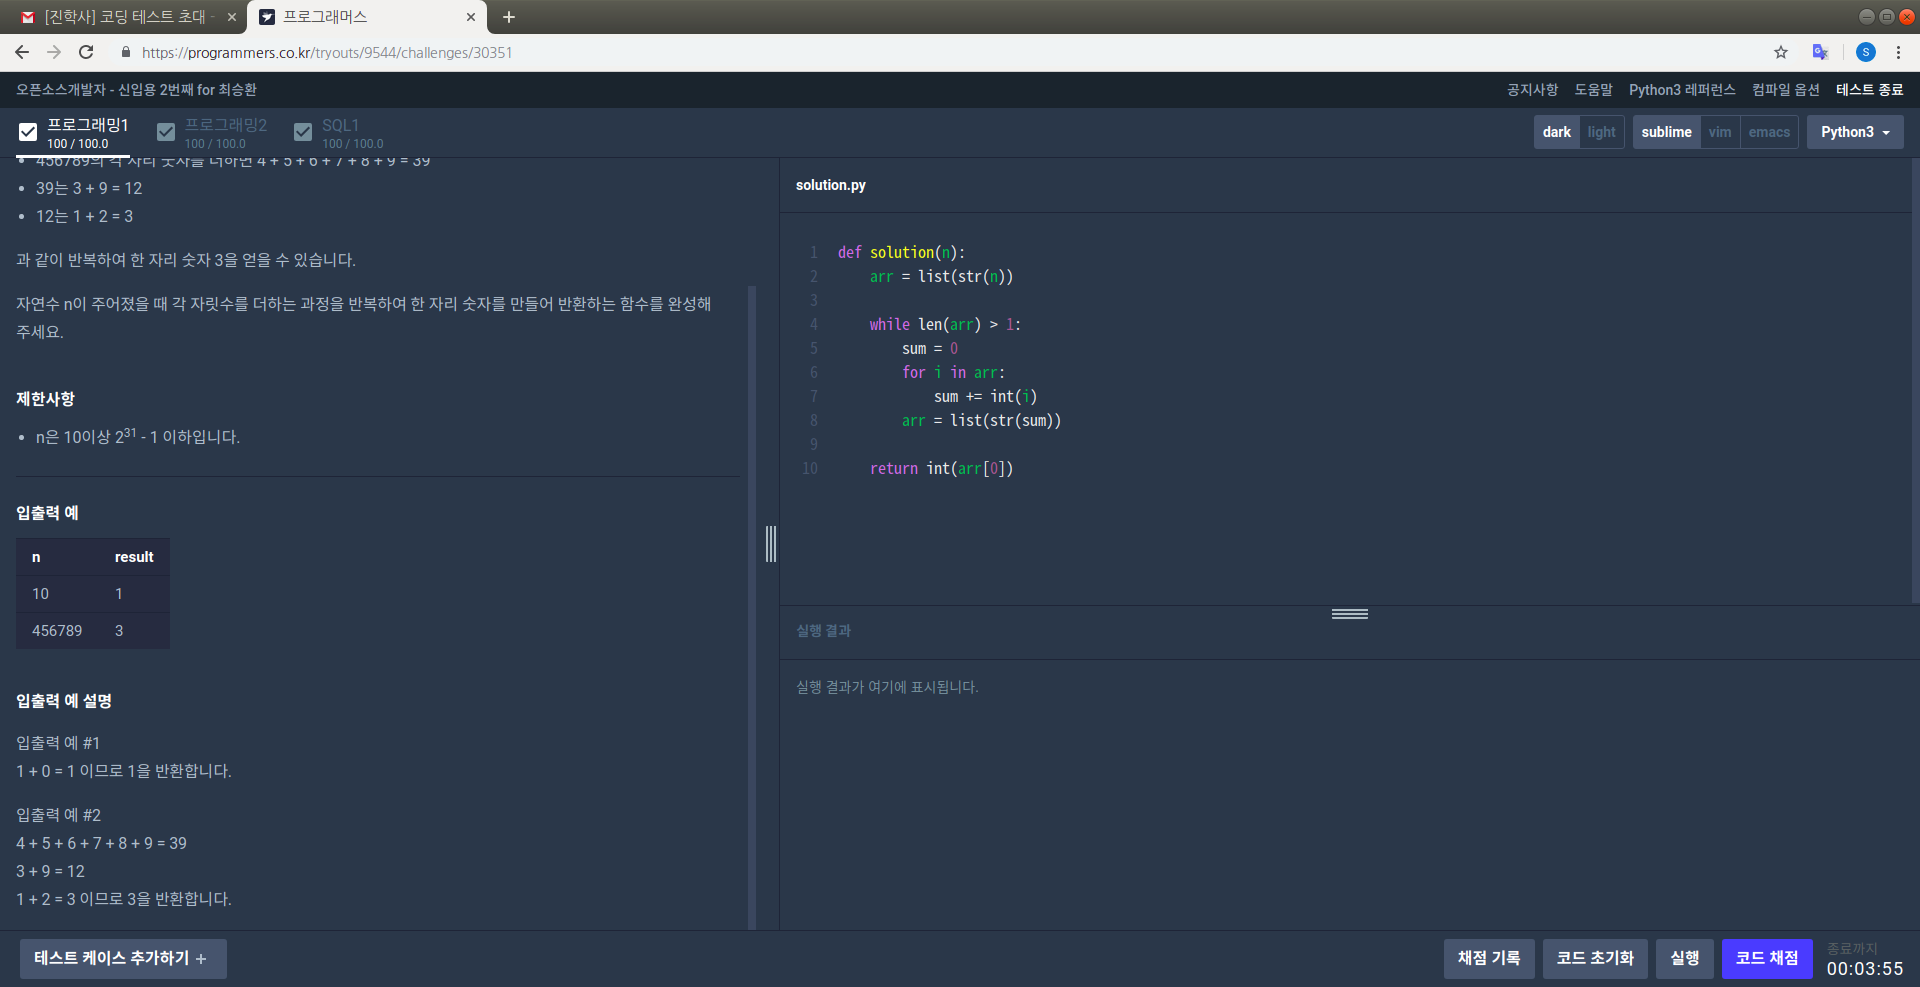 [진학사] 코딩 테스트 초대 -
프로그래머스
https://programmers.co.kr/tryouts/9544/challenges/30351
S
오픈소스개발자 - 신입용 2번째 for 최승환
공지사항 도움말 Python3 레퍼런스 컴파일 옵션 테스트 종료
프로그래밍1 프로그래밍2 SQL1
100 / 100.0 100 / 100.0 100 / 100.0
dark light sublime vim emacs Python3
456789의 각 자리 숫자를 더하면 4 + 5 + 6 + 7 + 8 + 9 = 39
39는 3 + 9 = 12
12는 1 + 2 = 3
과 같이 반복하여 한 자리 숫자 3을 얻을 수 있습니다.
자연수 n이 주어졌을 때 각 자릿수를 더하는 과정을 반복하여 한 자리 숫자를 만들어 반환하는 함수를 완성해
주세요.
제한사항
n은 10이상 2³¹ - 1 이하입니다.
입출력 예
n result
10 1
456789 3
입출력 예 설명
입출력 예 #1
1 + 0 = 1 이므로 1을 반환합니다.
입출력 예 #2
4 + 5 + 6 + 7 + 8 + 9 = 39
3 + 9 = 12
1 + 2 = 3 이므로 3을 반환합니다.
테스트 케이스 추가하기 +
solution.py
1 def solution(n):
2     arr = list(str(n))
3
4     while len(arr) > 1:
5         sum = 0
6         for i in arr:
7             sum += int(i)
8         arr = list(str(sum))
9
10     return int(arr[0])
실행 결과
실행 결과가 여기에 표시됩니다.
채점 기록 코드 초기화 실행 코드 채점
종료까지
00:03:55